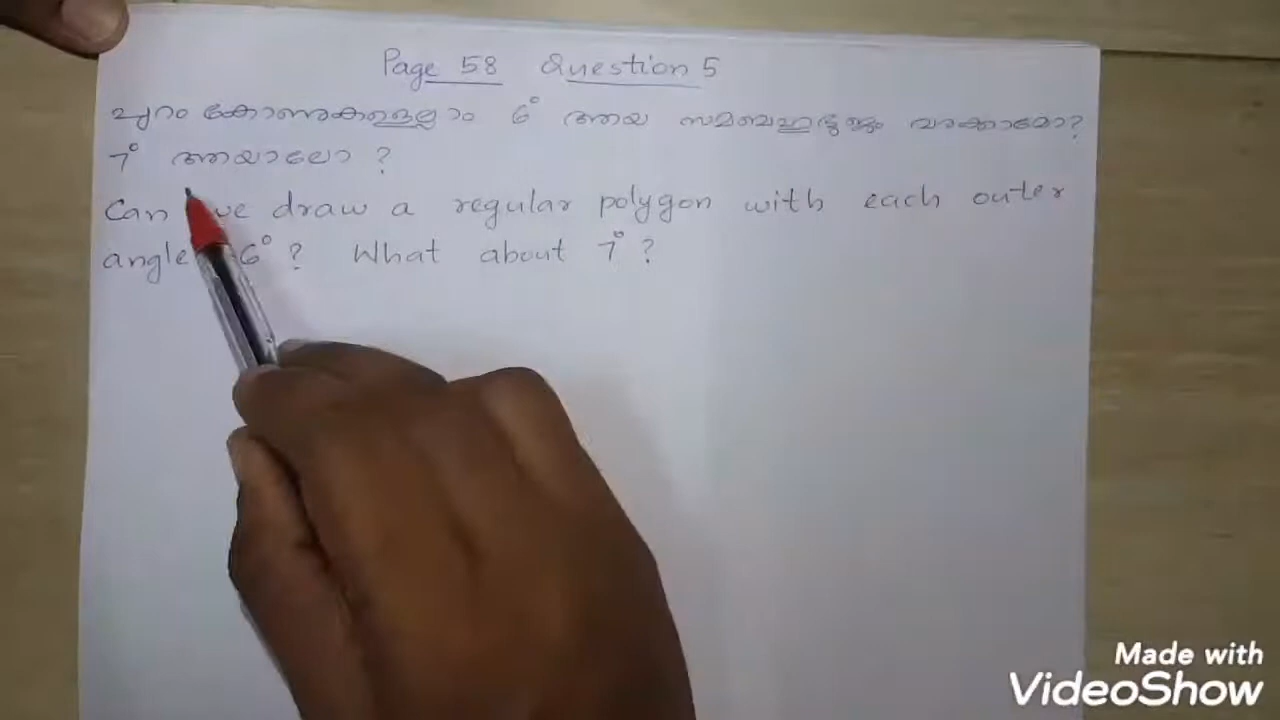 Page 58 Question 5
പുറം കോണുകളെല്ലാം 6° ആയ സമബഹുഭുജം വരക്കാമോ?
7° ആയാലോ ?
Can we draw a regular polygon with each outer
angle 6° ? What about 7° ?
Made with
VideoShow